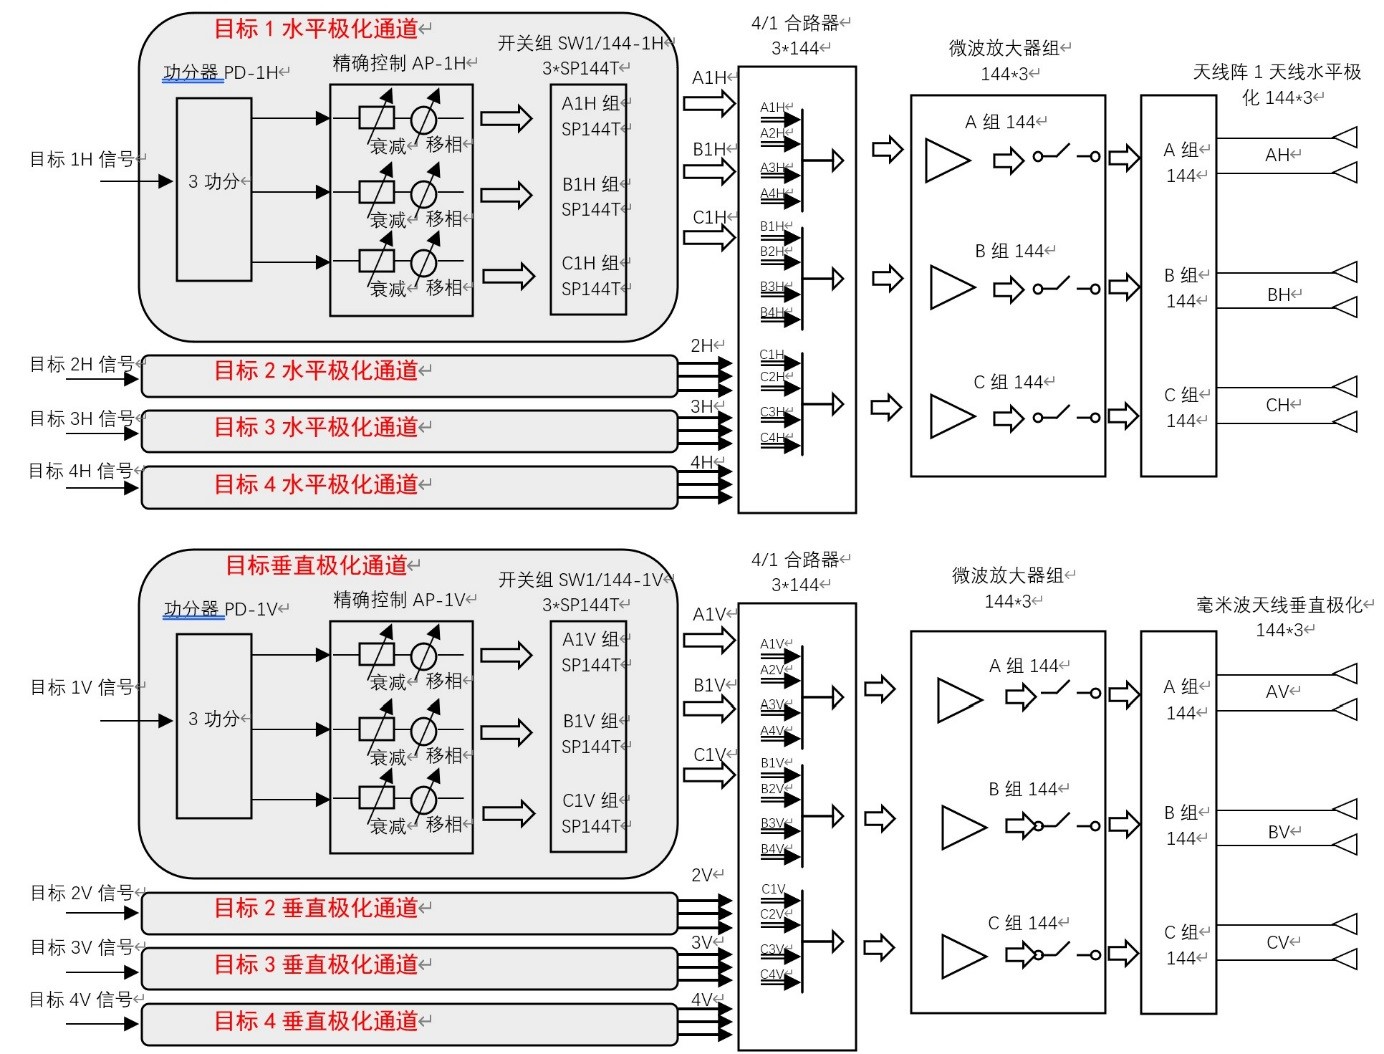 目标 1 水平极化通道
开关组 SW1/144-1H
3*SP144T
功分器 PD-1H
精确控制 AP-1H
目标 1H 信号
3 功分
衰减
移相
衰减
移相
衰减
移相
A1H 组
SP144T
B1H 组
SP144T
C1H 组
SP144T
A1H
B1H
C1H
目标 2H 信号
目标 2 水平极化通道
2H
目标 3H 信号
目标 3 水平极化通道
3H
目标 4H 信号
目标 4 水平极化通道
4H
4/1 合路器
3*144
A1H
A2H
A3H
A4H
B1H
B2H
B3H
B4H
C1H
C2H
C3H
C4H
微波放大器组
144*3
A 组 144
B 组 144
C 组 144
天线阵 1 天线水平极
化 144*3
A 组
144
AH
B 组
144
BH
C 组
144
CH
目标垂直极化通道
开关组 SW1/144-1V
3*SP144T
功分器 PD-1V
精确控制 AP-1V
目标 1V 信号
3 功分
衰减
移相
衰减
移相
衰减
移相
A1V 组
SP144T
B1V 组
SP144T
C1V 组
SP144T
A1V
B1V
C1V
目标 2V 信号
目标 2 垂直极化通道
2V
目标 3V 信号
目标 3 垂直极化通道
3V
目标 4V 信号
目标 4 垂直极化通道
4V
4/1 合路器
3*144
A1V
A2V
A3V
A4V
B1V
B2V
B3V
B4V
C1V
C2V
C3V
C4V
微波放大器组
144*3
A 组 144
B 组 144
C 组 144
毫米波天线垂直极化
144*3
A 组
144
AV
B 组
144
BV
C 组
144
CV